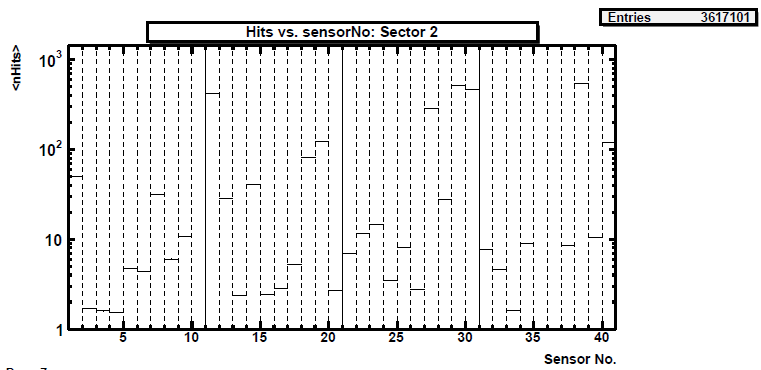 Entries 3617101
Hits vs. sensorNo: Sector 2
<nHits>
10³
10²
10
1
5 10 15 20 25 30 35 40
Sensor No.